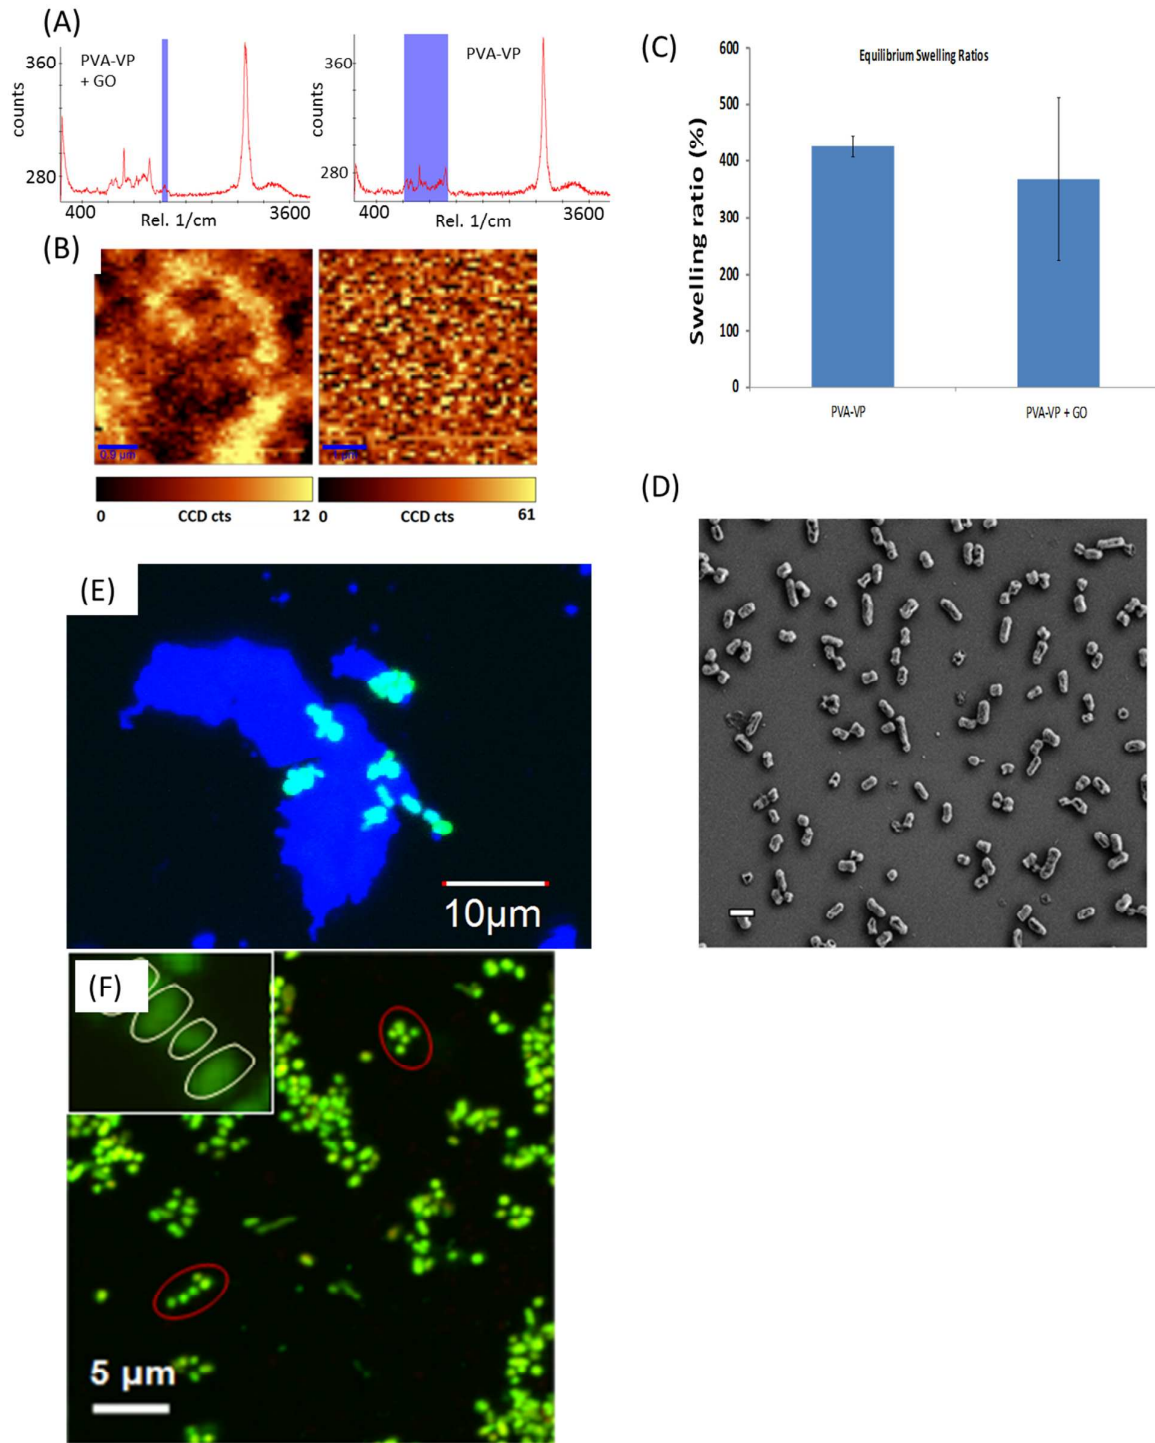 (A)
PVA-VP
+ GO
360
280
counts
400
Rel. 1/cm
3600
PVA-VP
360
280
counts
400
Rel. 1/cm
3600
(B)
0.9 µm
1 µm
0
CCD cts
12
0
CCD cts
61
(C)
Equilibrium Swelling Ratios
Swelling ratio (%)
600
500
400
300
200
100
0
PVA-VP
PVA-VP + GO
(D)
(E)
10µm
(F)
5 µm